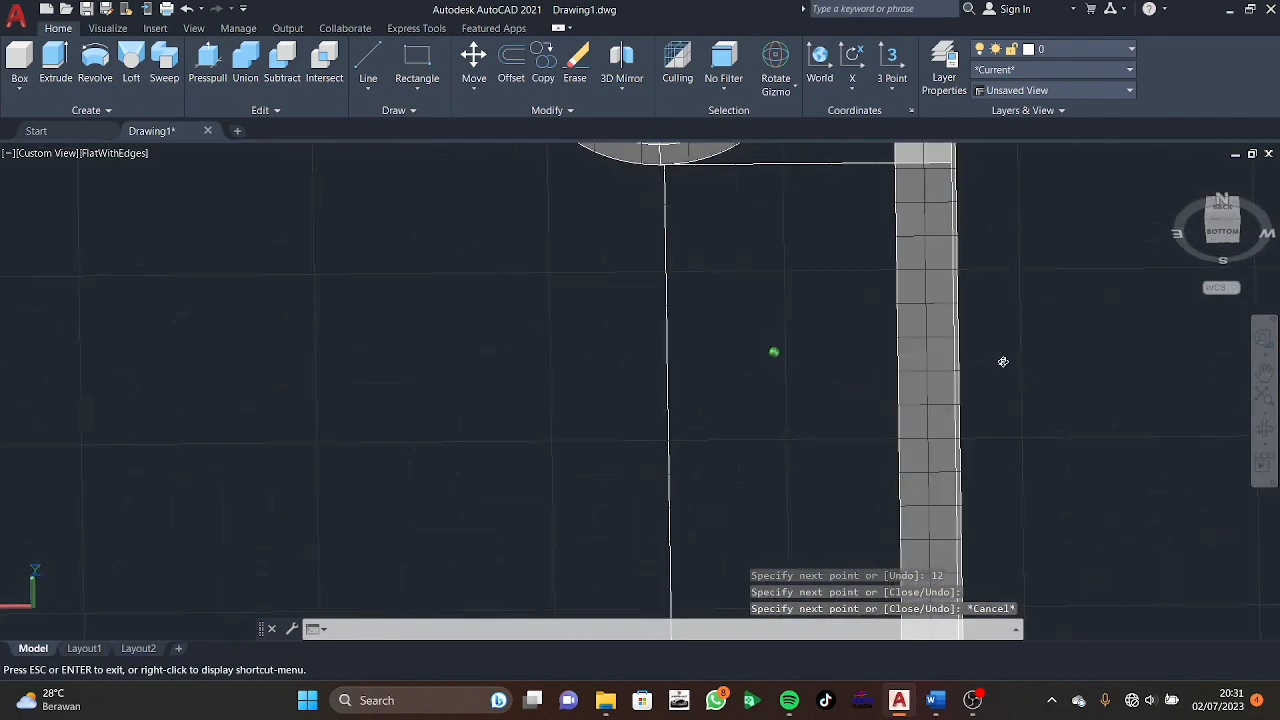 Autodesk AutoCAD 2021 Drawing1.dwg
Type a keyword or phrase
Sign In
Home Visualize Insert View Manage Output Collaborate Express Tools Featured Apps
Box Extrude Revolve Loft Sweep Presspull Union Subtract Intersect Line Rectangle Move Offset Copy Erase 3D Mirror Culling No Filter Rotate Gizmo World X 3 Point Layer Properties
0
*Current*
Unsaved View
Create Edit Draw Modify Selection Coordinates Layers & View
Start Drawing1*
[−][Custom View][FlatWithEdges]
N
BACK
E BOTTOM W
S
WCS
Specify next point or [Undo]: 12
Specify next point or [Close/Undo]:
Specify next point or [Close/Undo]: *Cancel*
Model Layout1 Layout2
Press ESC or ENTER to exit, or right-click to display shortcut-menu.
28°C
Berawan
Search
8
20:31
02/07/2023
4